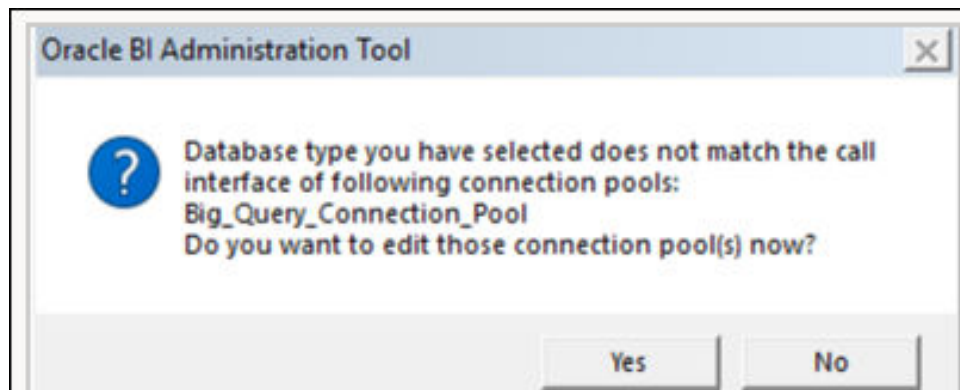 Oracle BI Administration Tool
Database type you have selected does not match the call
interface of following connection pools:
Big_Query_Connection_Pool
Do you want to edit those connection pool(s) now?
Yes No